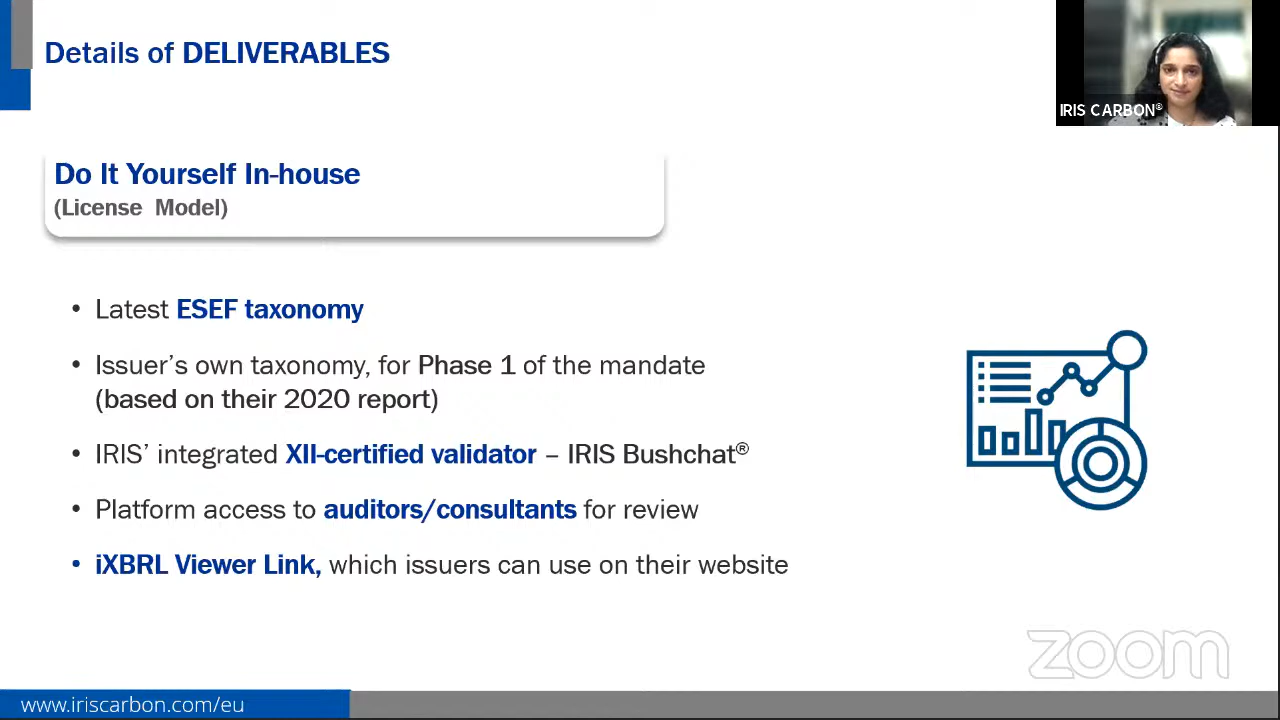 Details of DELIVERABLES
IRIS CARBON®
Do It Yourself In-house
(License Model)
• Latest ESEF taxonomy
• Issuer’s own taxonomy, for Phase 1 of the mandate
(based on their 2020 report)
• IRIS’ integrated XII-certified validator – IRIS Bushchat®
• Platform access to auditors/consultants for review
• iXBRL Viewer Link, which issuers can use on their website
zoom
www.iriscarbon.com/eu